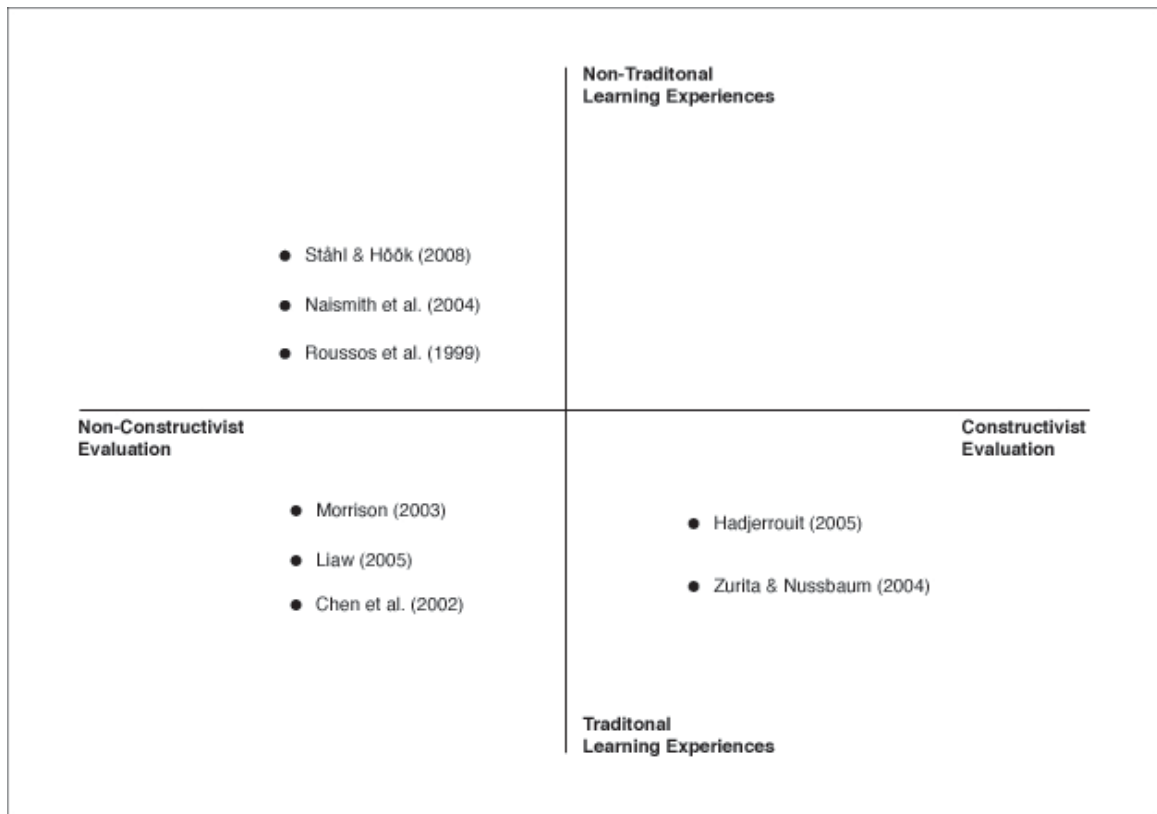 Non-Traditonal
Learning Experiences
Ståhl & Höök (2008)
Naismith et al. (2004)
Roussos et al. (1999)
Non-Constructivist
Evaluation
Constructivist
Evaluation
Morrison (2003)
Liaw (2005)
Chen et al. (2002)
Hadjerrouit (2005)
Zurita & Nussbaum (2004)
Traditonal
Learning Experiences